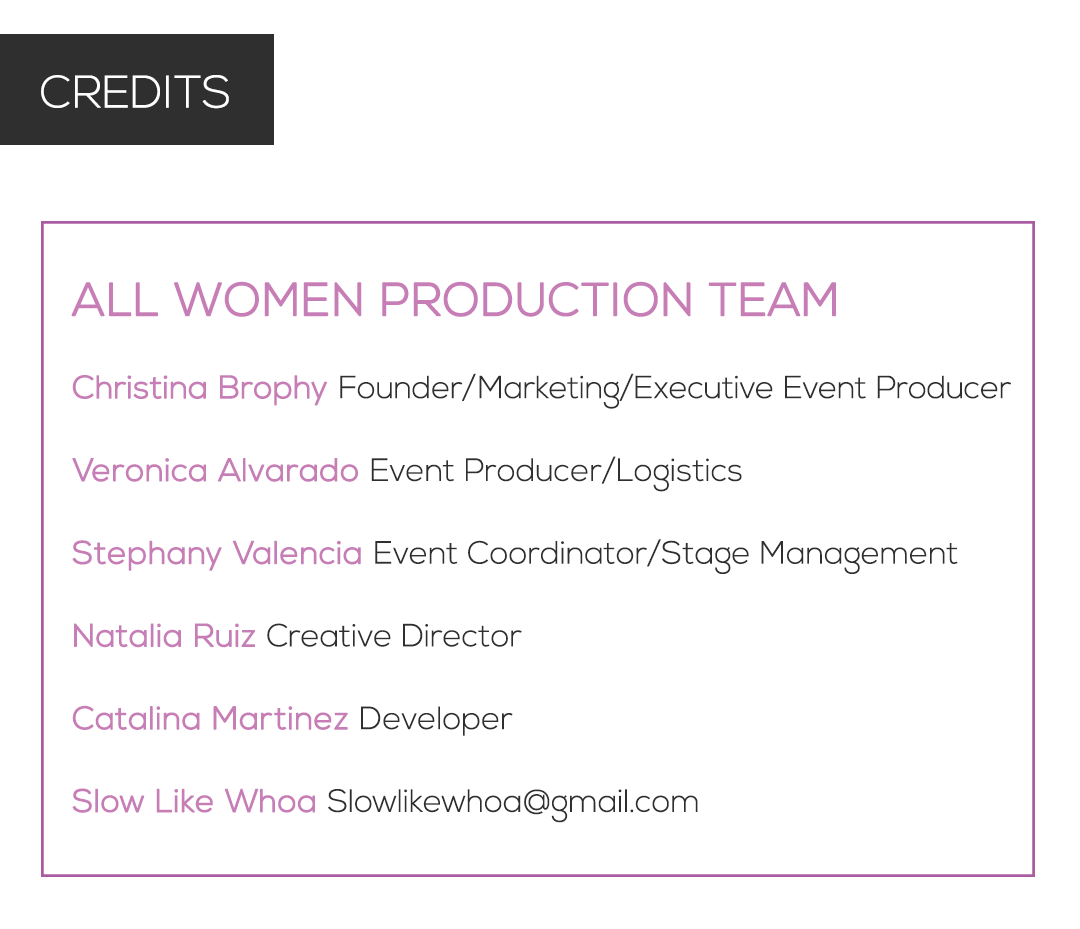 CREDITS
ALL WOMEN PRODUCTION TEAM
Christina Brophy Founder/Marketing/Executive Event Producer
Veronica Alvarado Event Producer/Logistics
Stephany Valencia Event Coordinator/Stage Management
Natalia Ruiz Creative Director
Catalina Martinez Developer
Slow Like Whoa Slowlikewhoa@gmail.com